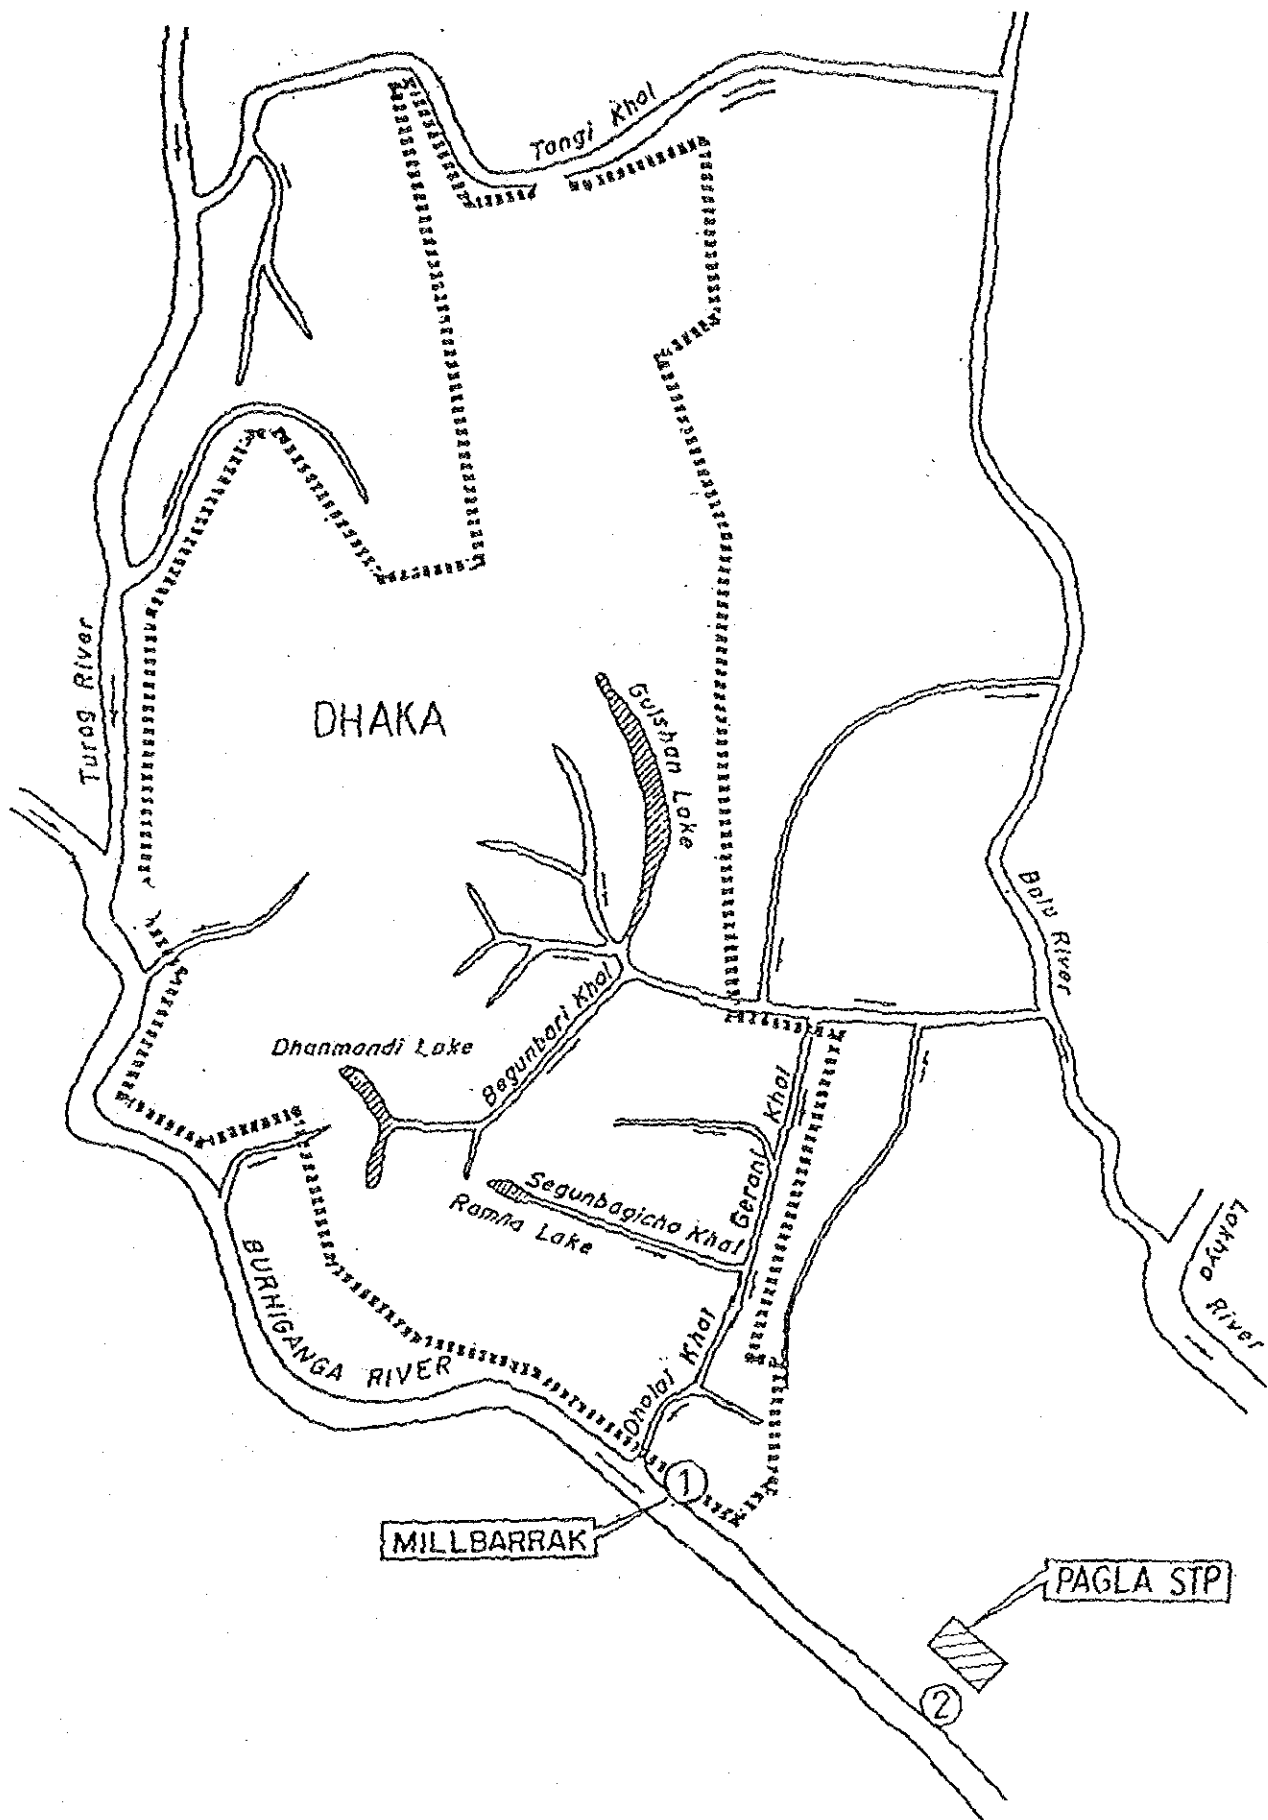 Tongi Khal
Turag River
DHAKA
Gulshan Lake
Balu River
Begunbari Khal
Dhanmondi Lake
Gerani Khal
Segunbagicha Khal
Ramna Lake
Lakhya River
BURHIGANGA RIVER
Dholai Khal
1
MILLBARRAK
PAGLA STP
2